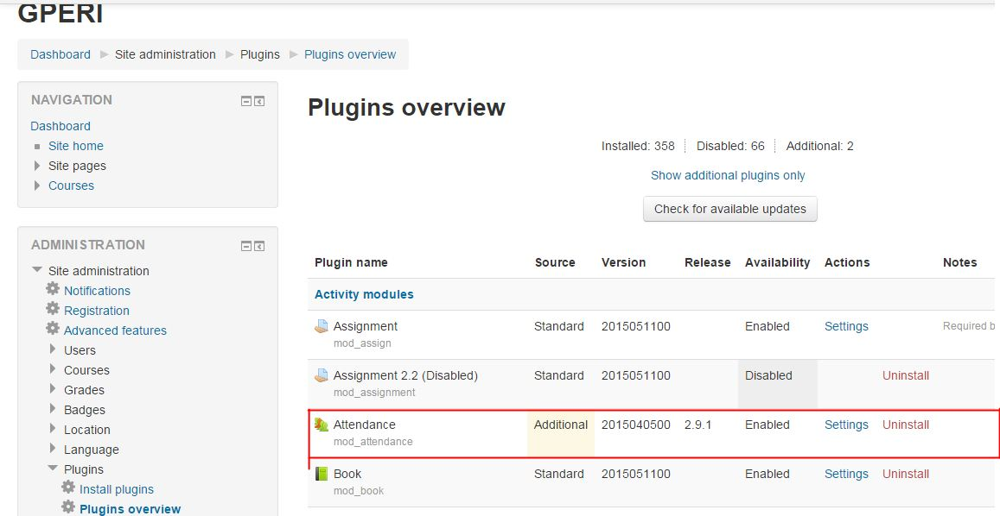 GPERI
Dashboard Site administration Plugins Plugins overview
NAVIGATION
Dashboard
Site home
Site pages
Courses
ADMINISTRATION
Site administration
Notifications
Registration
Advanced features
Users
Courses
Grades
Badges
Location
Language
Plugins
Install plugins
Plugins overview
Plugins overview
Installed: 358 Disabled: 66 Additional: 2
Show additional plugins only
Check for available updates
Plugin name Source Version Release Availability Actions Notes
Activity modules
Assignment Standard 2015051100 Enabled Settings Required b
mod_assign
Assignment 2.2 (Disabled) Standard 2015051100 Disabled Uninstall
mod_assignment
Attendance Additional 2015040500 2.9.1 Enabled Settings Uninstall
mod_attendance
Book Standard 2015051100 Enabled Settings Uninstall
mod_book